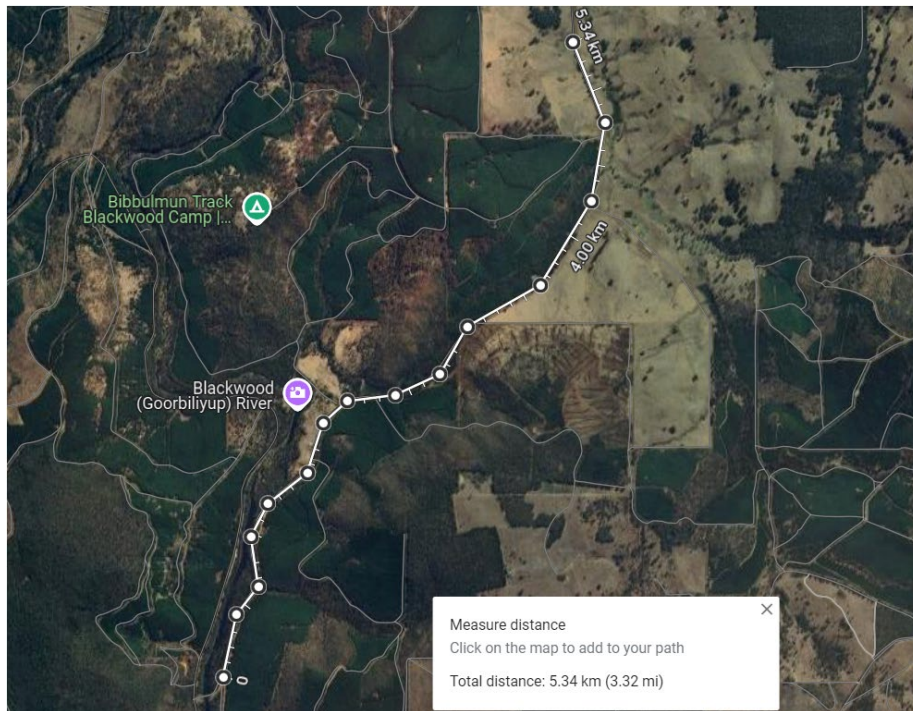 5.34 km
Bibbulmun Track
Blackwood Camp |...
4.00 km
Blackwood
(Goorbiliyup) River
0
Measure distance
Click on the map to add to your path
Total distance: 5.34 km (3.32 mi)